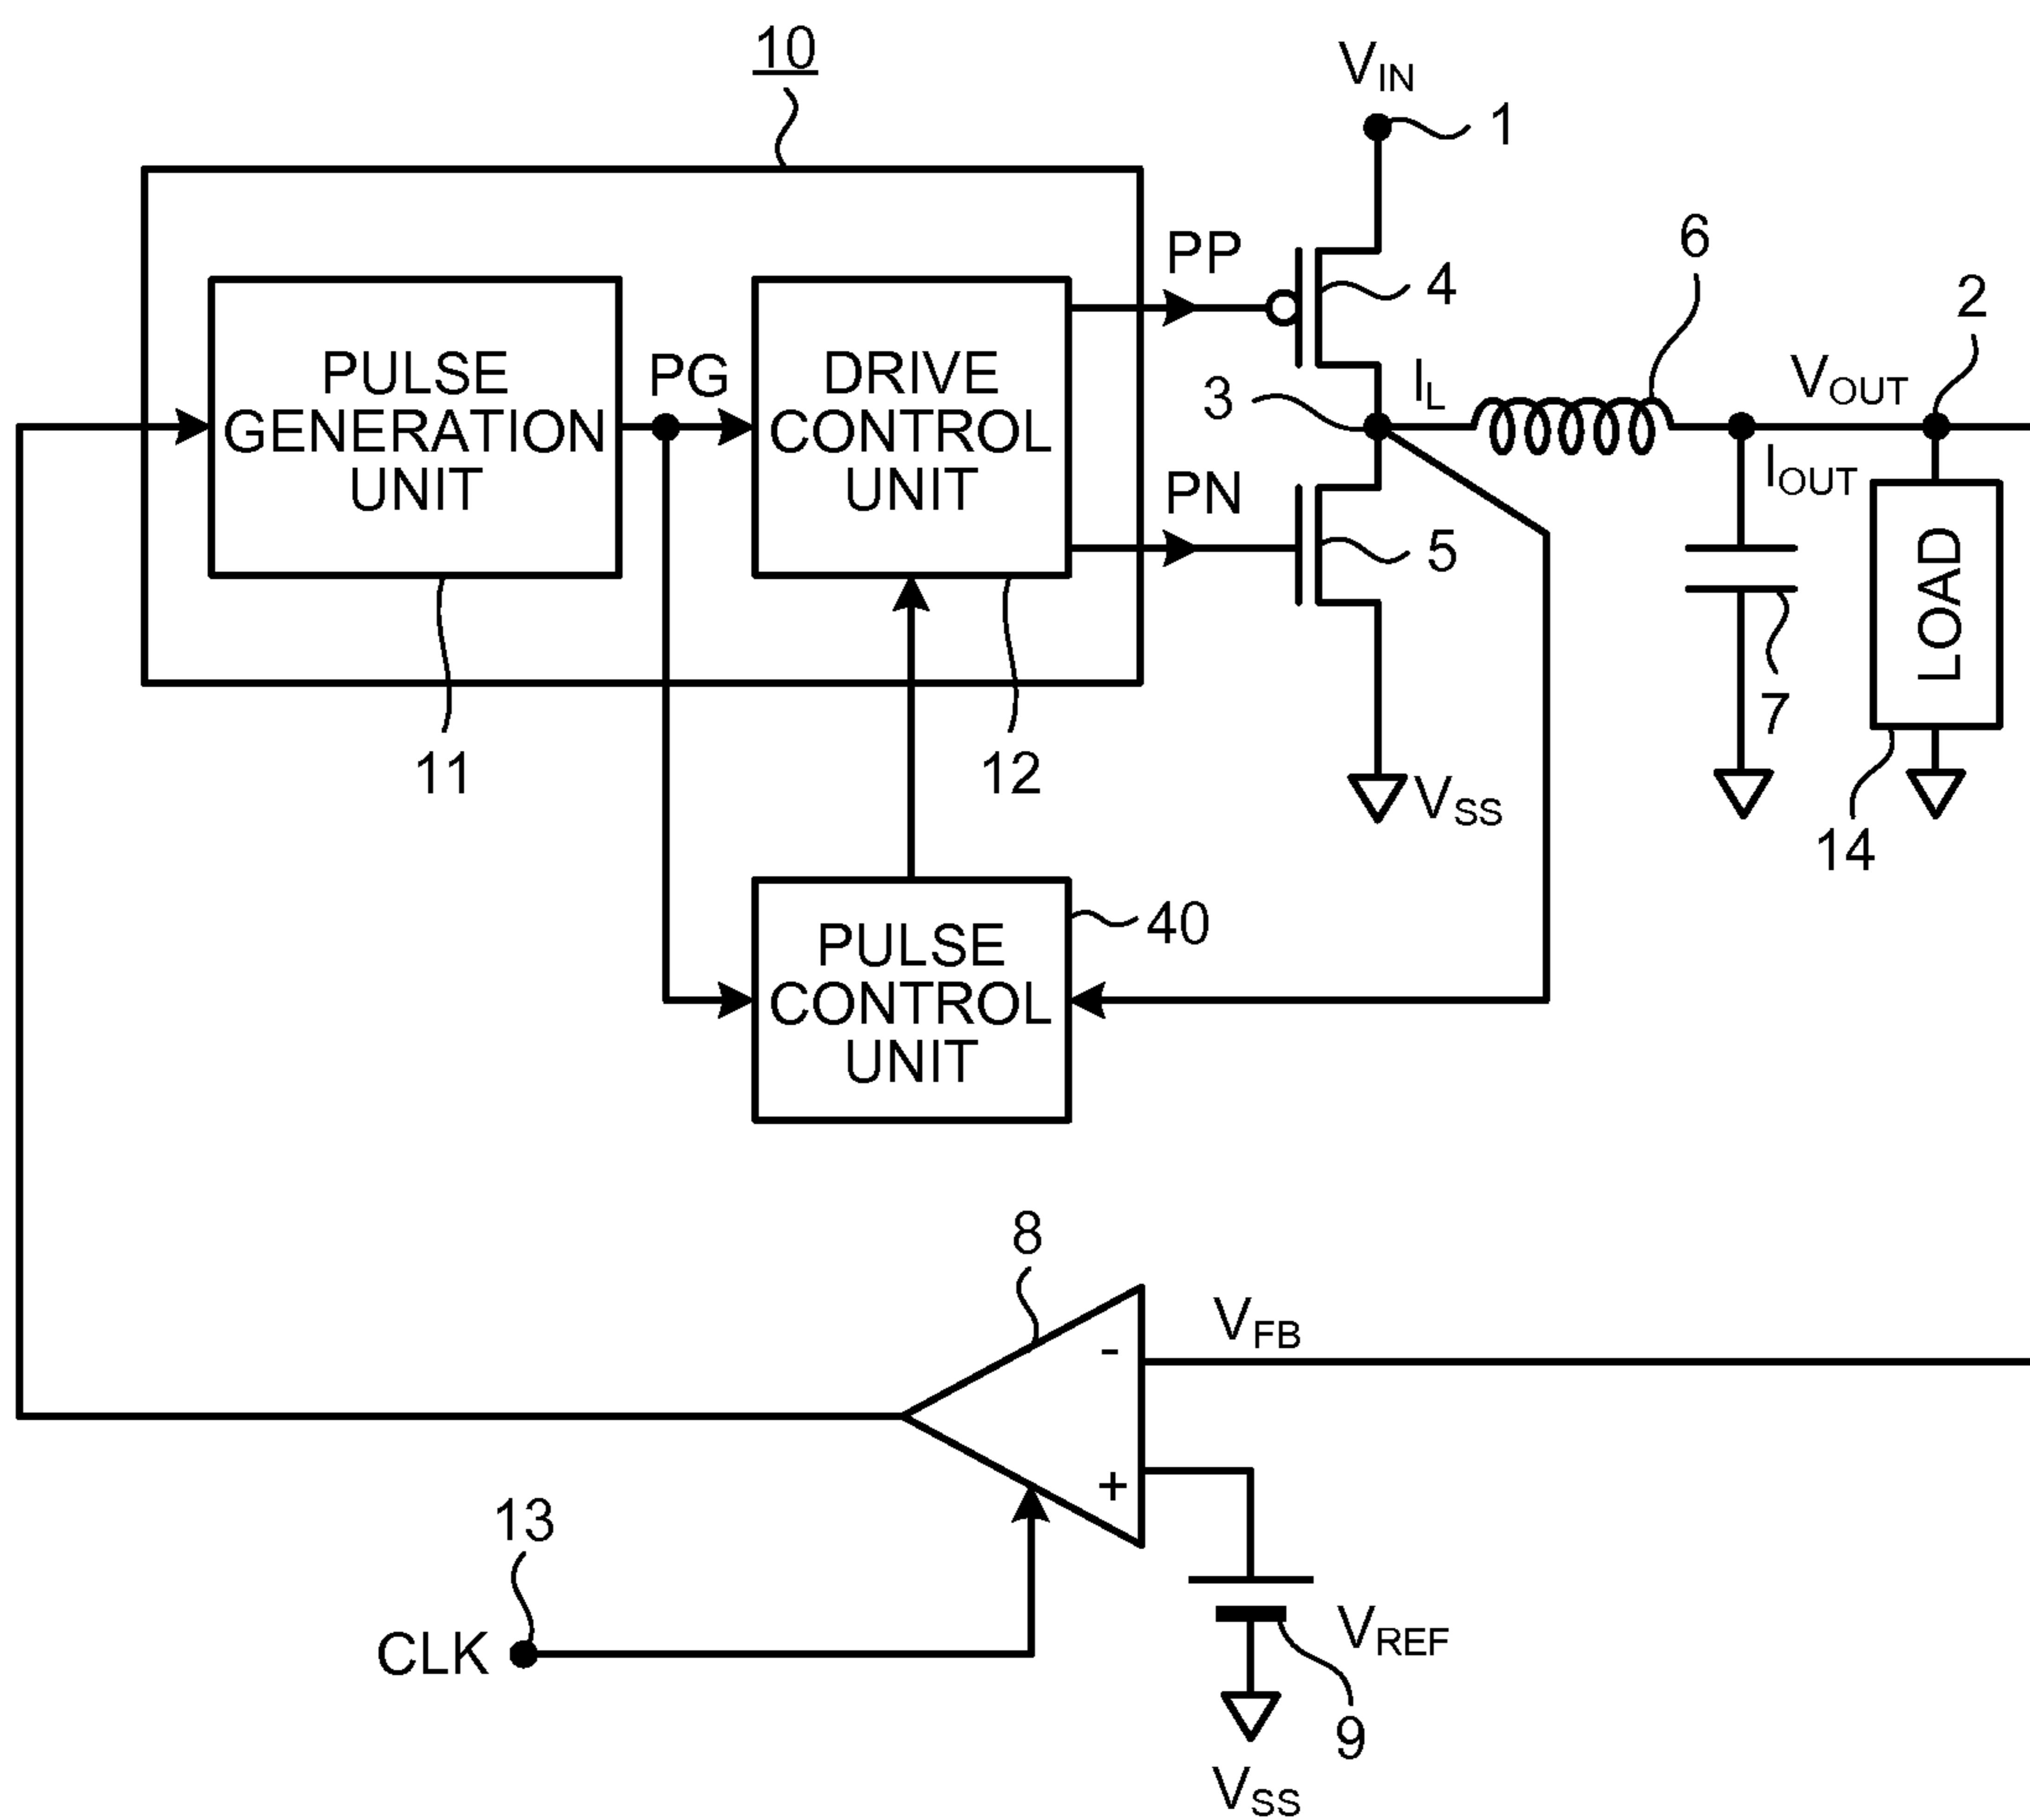 10
VIN
1
PP
4
6
2
PULSE
GENERATION
UNIT
PG
DRIVE
CONTROL
UNIT
3
IL
VOUT
IOUT
PN
5
LOAD
7
11
12
VSS
14
PULSE
CONTROL
UNIT
40
8
VFB
-
+
13
CLK
VREF
9
VSS